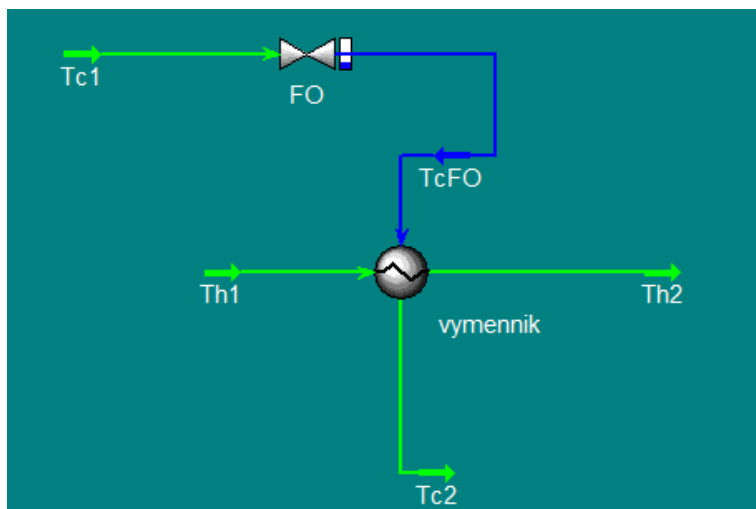 Tc1
FO
TcFO
Th1
Th2
vymennik
Tc2